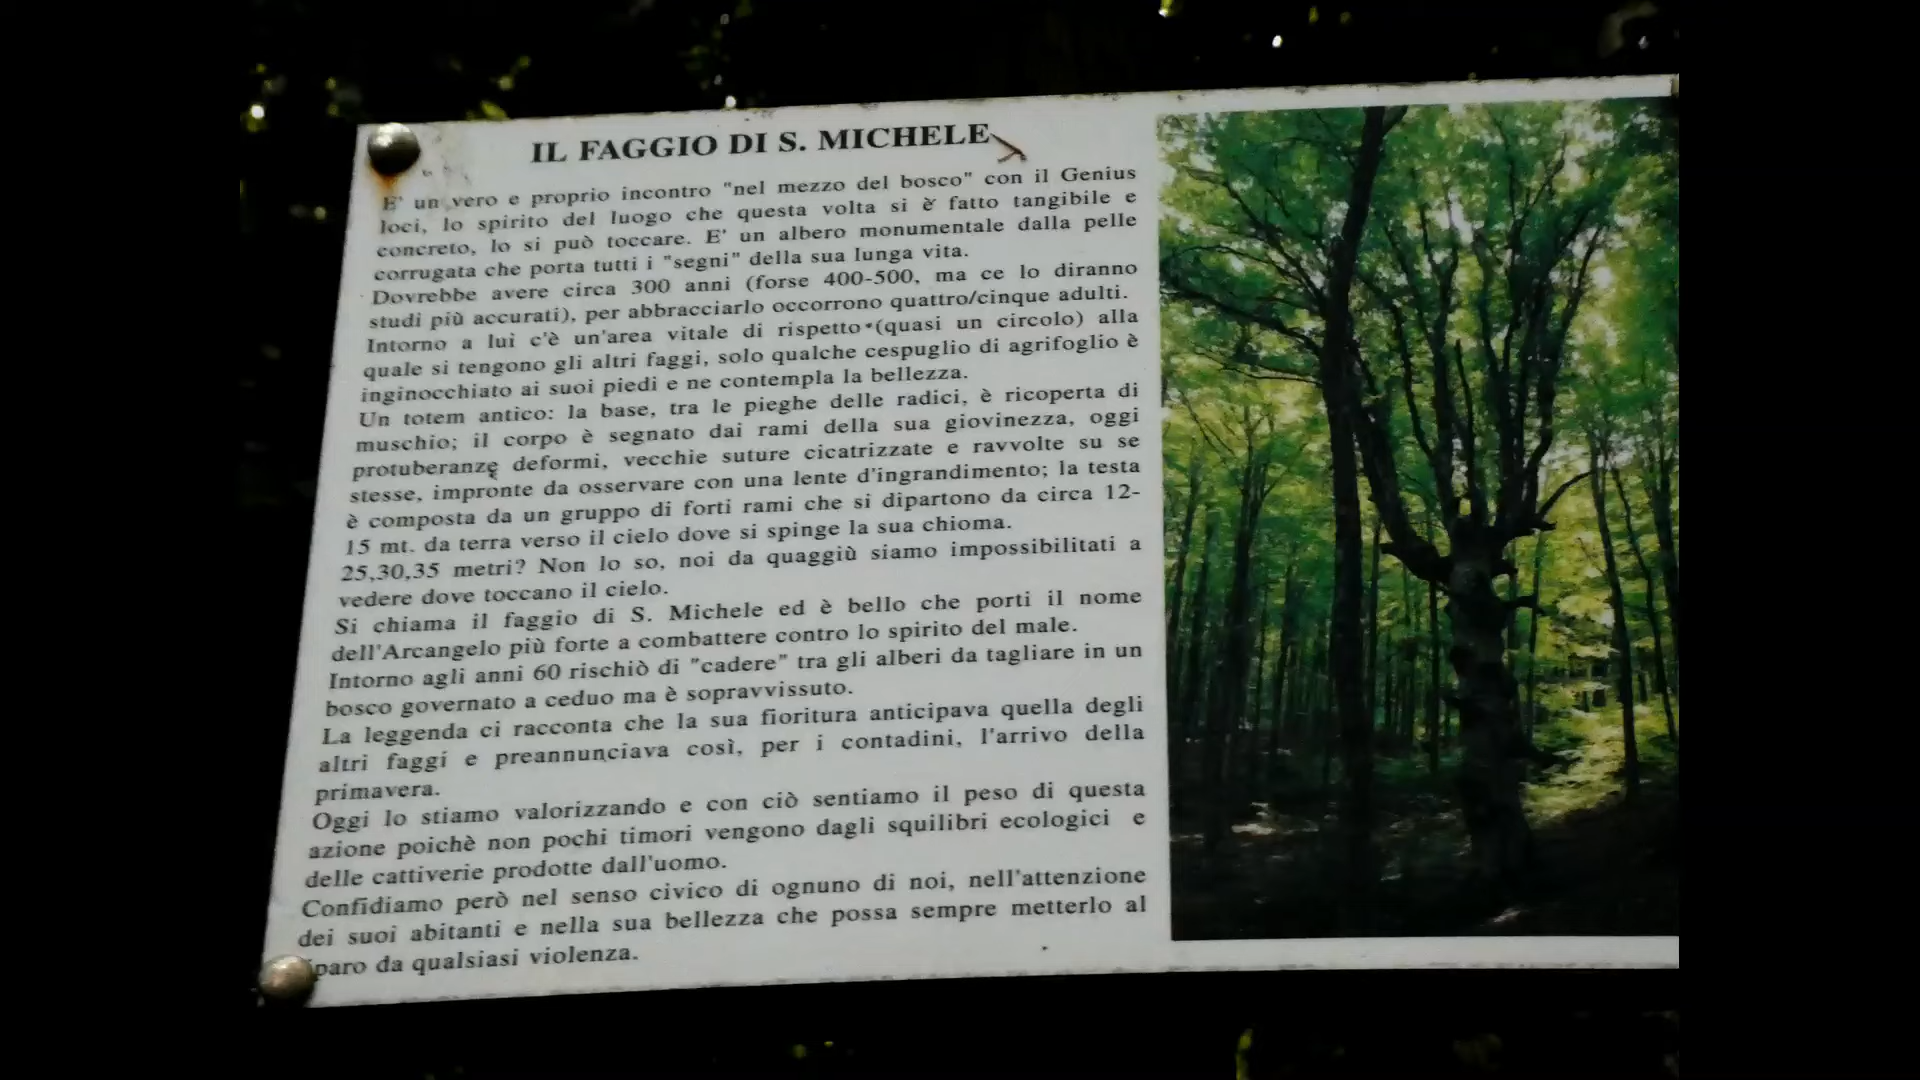 IL FAGGIO DI S. MICHELE
E' un vero e proprio incontro "nel mezzo del bosco" con il Genius
loci, lo spirito del luogo che questa volta si è fatto tangibile e
concreto, lo si può toccare. E' un albero monumentale dalla pelle
corrugata che porta tutti i "segni" della sua lunga vita.
Dovrebbe avere circa 300 anni (forse 400-500, ma ce lo diranno
studi più accurati), per abbracciarlo occorrono quattro/cinque adulti.
Intorno a lui c'è un'area vitale di rispetto (quasi un circolo) alla
quale si tengono gli altri faggi, solo qualche cespuglio di agrifoglio è
inginocchiato ai suoi piedi e ne contempla la bellezza.
Un totem antico: la base, tra le pieghe delle radici, è ricoperta di
muschio; il corpo è segnato dai rami della sua giovinezza, oggi
protuberanze deformi, vecchie suture cicatrizzate e ravvolte su se
stesse, impronte da osservare con una lente d'ingrandimento; la testa
è composta da un gruppo di forti rami che si dipartono da circa 12-
15 mt. da terra verso il cielo dove si spinge la sua chioma.
25,30,35 metri? Non lo so, noi da quaggiù siamo impossibilitati a
vedere dove toccano il cielo.
Si chiama il faggio di S. Michele ed è bello che porti il nome
dell'Arcangelo più forte a combattere contro lo spirito del male.
Intorno agli anni 60 rischiò di "cadere" tra gli alberi da tagliare in un
bosco governato a ceduo ma è sopravvissuto.
La leggenda ci racconta che la sua fioritura anticipava quella degli
altri faggi e preannunciava così, per i contadini, l'arrivo della
primavera.
Oggi lo stiamo valorizzando e con ciò sentiamo il peso di questa
azione poichè non pochi timori vengono dagli squilibri ecologici e
delle cattiverie prodotte dall'uomo.
Confidiamo però nel senso civico di ognuno di noi, nell'attenzione
dei suoi abitanti e nella sua bellezza che possa sempre metterlo al
iparo da qualsiasi violenza.